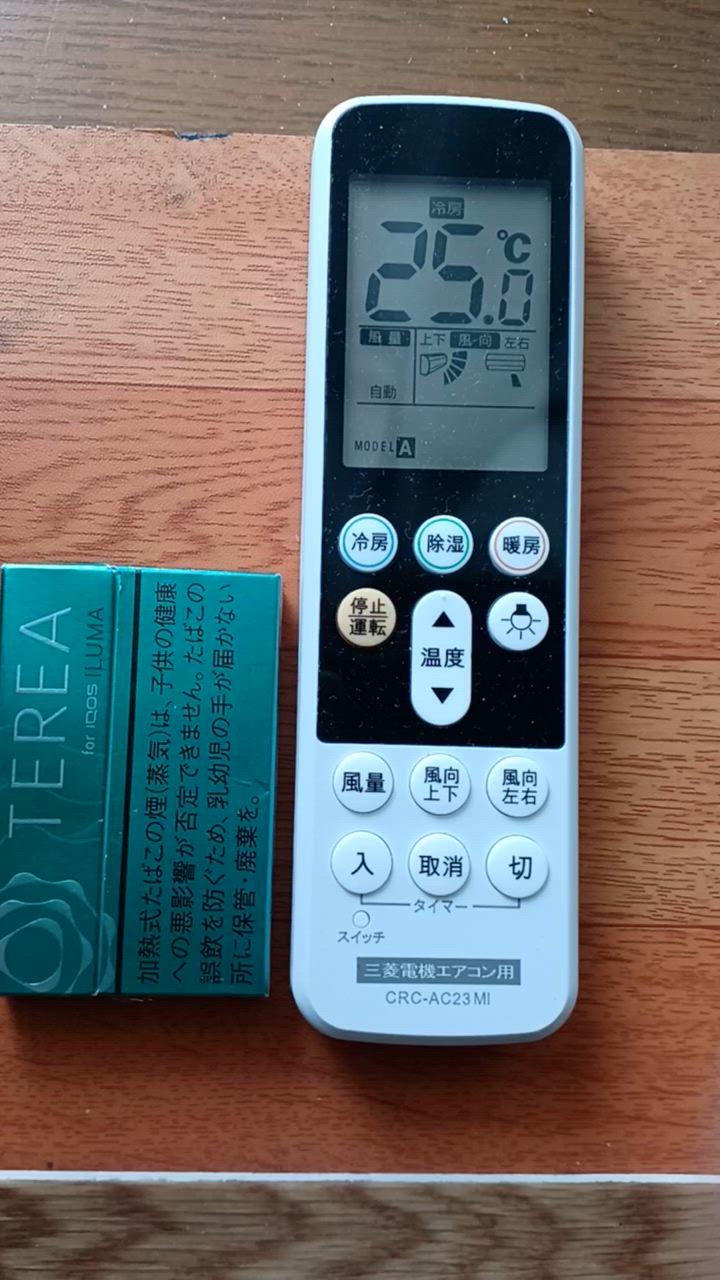 冷房
25.0℃
風量
上下 風向 左右
自動
MODEL A
冷房 除湿 暖房
停止
運転
▲
温度
▼
風量
風向
上下
風向
左右
入 取消 切
タイマー
スイッチ
三菱電機エアコン用
CRC-AC23MI
TEREA
for IQOS ILUMA
加熱式たばこの煙(蒸気)は、子供の健康
への悪影響が否定できません。たばこの
誤飲を防ぐため、乳幼児の手が届かない
所に保管・廃棄を。